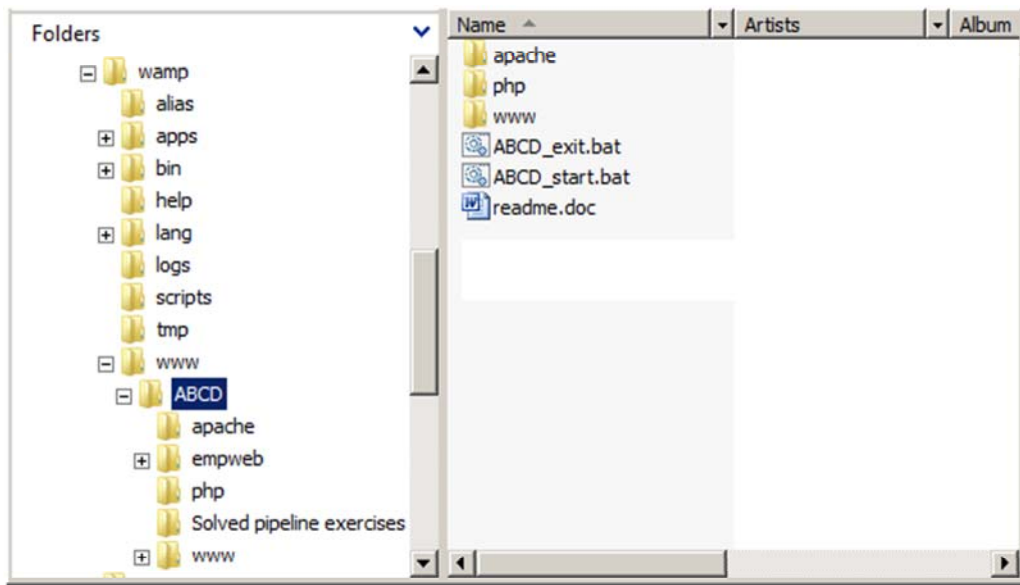 Folders
wamp
alias
apps
bin
help
lang
logs
scripts
tmp
www
ABCD
apache
empweb
php
Solved pipeline exercises
www
Name
Artists
Album
apache
php
www
ABCD_exit.bat
ABCD_start.bat
readme.doc